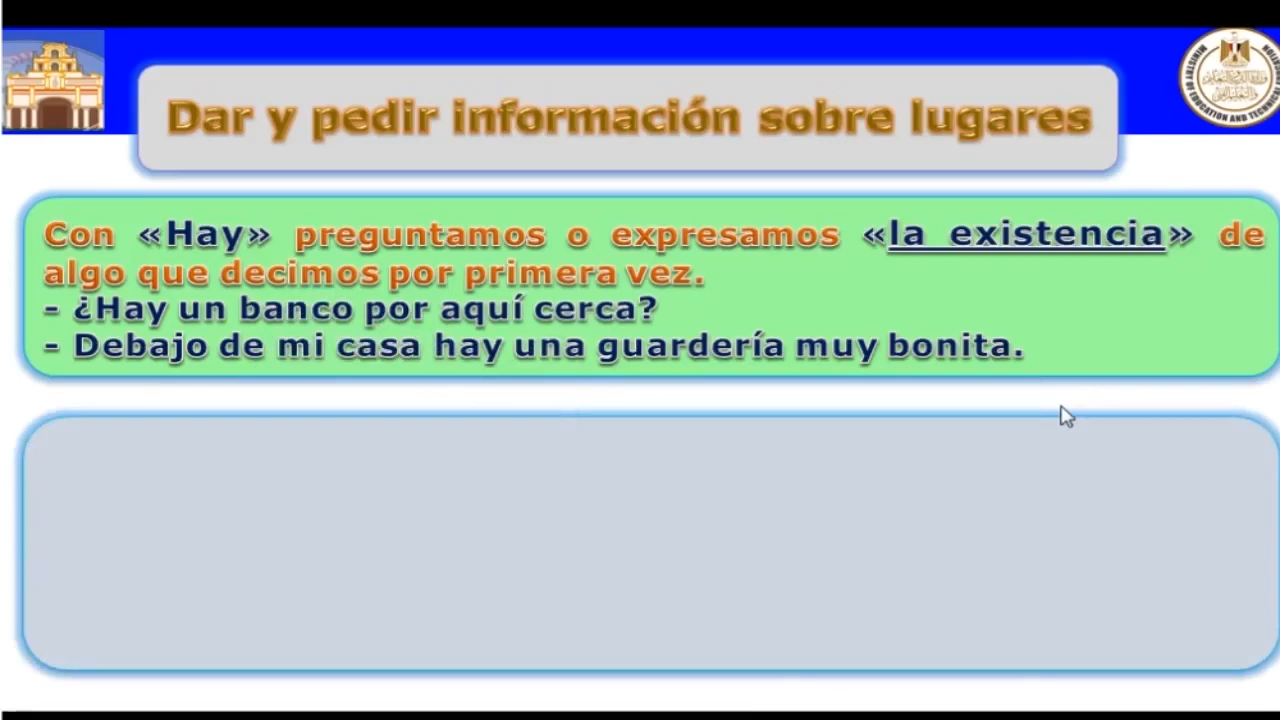 Dar y pedir información sobre lugares
Con «Hay» preguntamos o expresamos «la existencia» de
algo que decimos por primera vez.
- ¿Hay un banco por aquí cerca?
- Debajo de mi casa hay una guardería muy bonita.